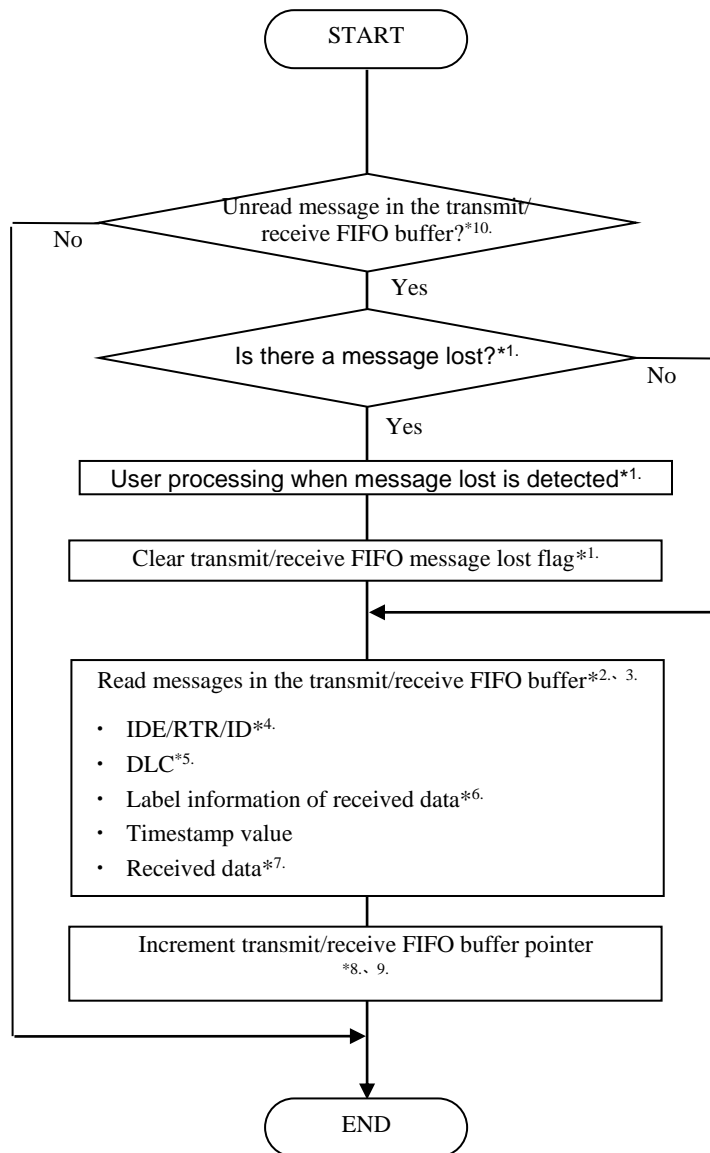 START
Unread message in the transmit/
receive FIFO buffer?*10.
No
Yes
Is there a message lost?*1.
No
Yes
User processing when message lost is detected*1.
Clear transmit/receive FIFO message lost flag*1.
Read messages in the transmit/receive FIFO buffer*2.、3.
・ IDE/RTR/ID*4.
・ DLC*5.
・ Label information of received data*6.
・ Timestamp value
・ Received data*7.
Increment transmit/receive FIFO buffer pointer
*8.、9.
END